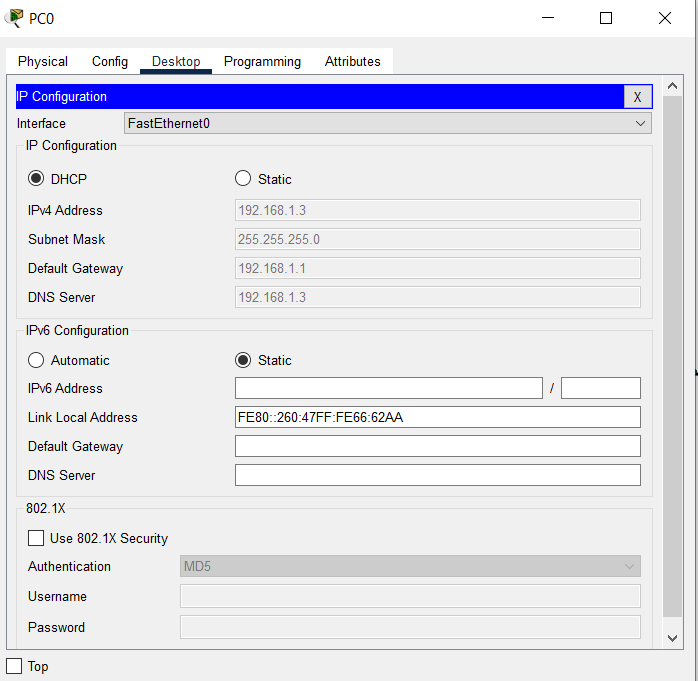 PC0
Physical Config Desktop Programming Attributes
IP Configuration X
Interface FastEthernet0
IP Configuration
DHCP Static
IPv4 Address 192.168.1.3
Subnet Mask 255.255.255.0
Default Gateway 192.168.1.1
DNS Server 192.168.1.3
IPv6 Configuration
Automatic Static
IPv6 Address /
Link Local Address FE80::260:47FF:FE66:62AA
Default Gateway
DNS Server
802.1X
Use 802.1X Security
Authentication MD5
Username
Password
Top